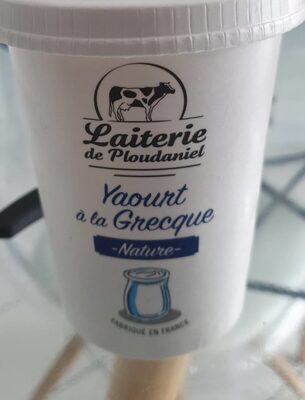 Laiterie
de Ploudaniel
Yaourt
à la Grecque
-Nature-
FABRIQUÉ EN FRANCE